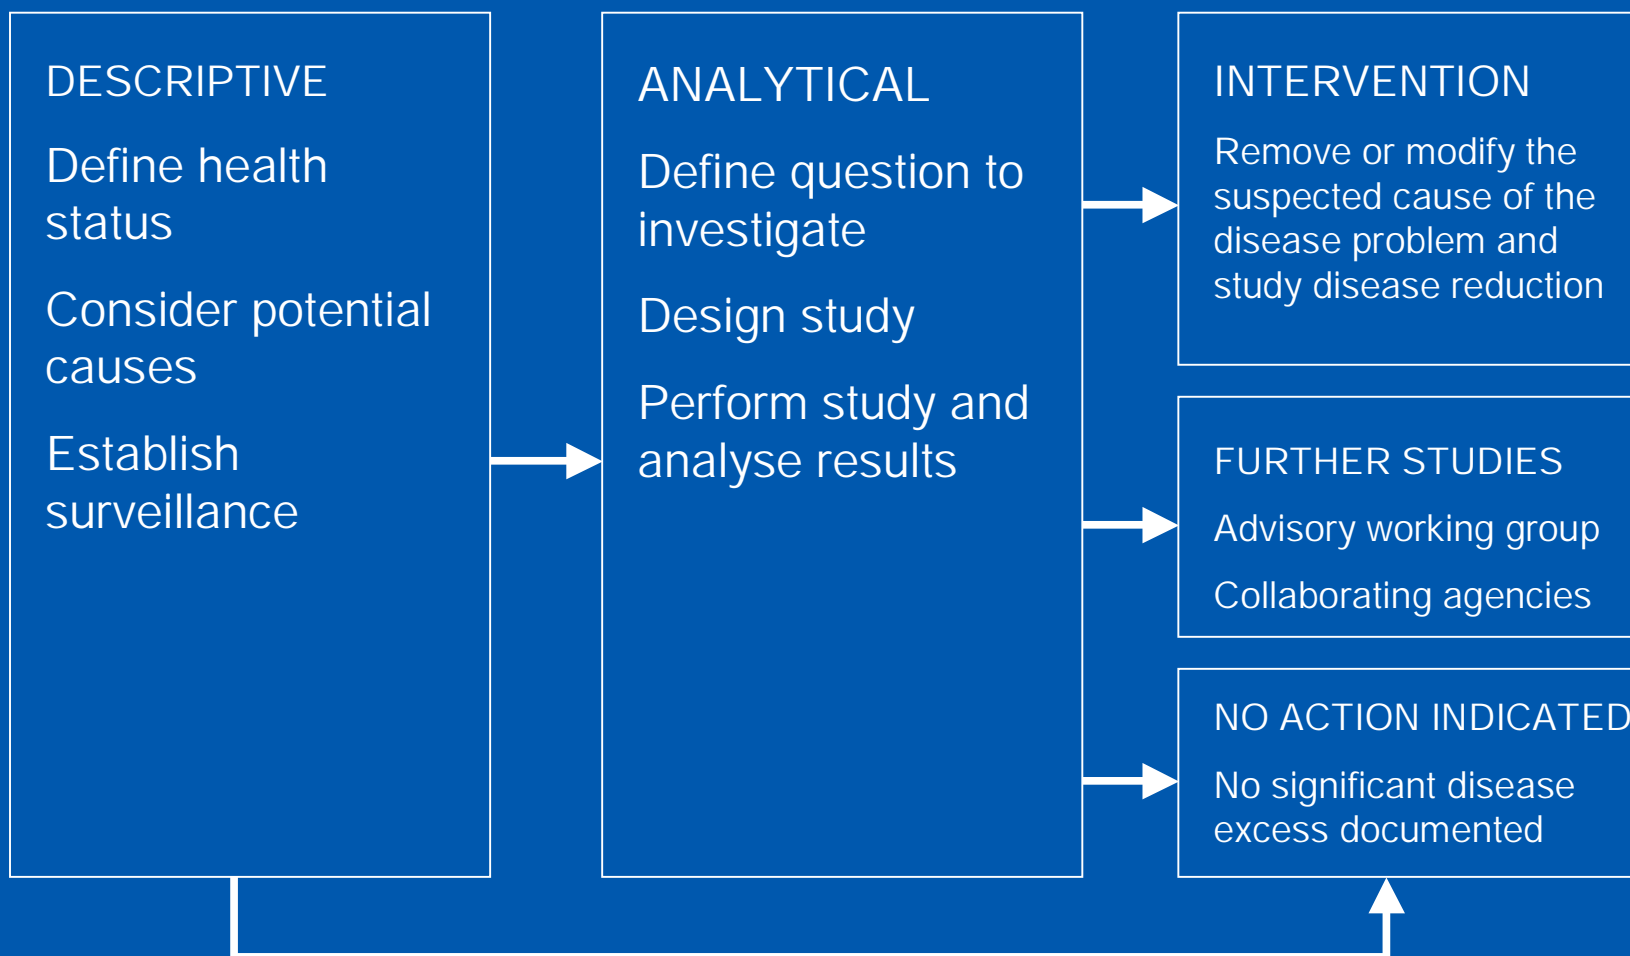 DESCRIPTIVE
Define health
status
Consider potential
causes
Establish
surveillance
ANALYTICAL
Define question to
investigate
Design study
Perform study and
analyse results
INTERVENTION
Remove or modify the
suspected cause of the
disease problem and
study disease reduction
FURTHER STUDIES
Advisory working group
Collaborating agencies
NO ACTION INDICATED
No significant disease
excess documented